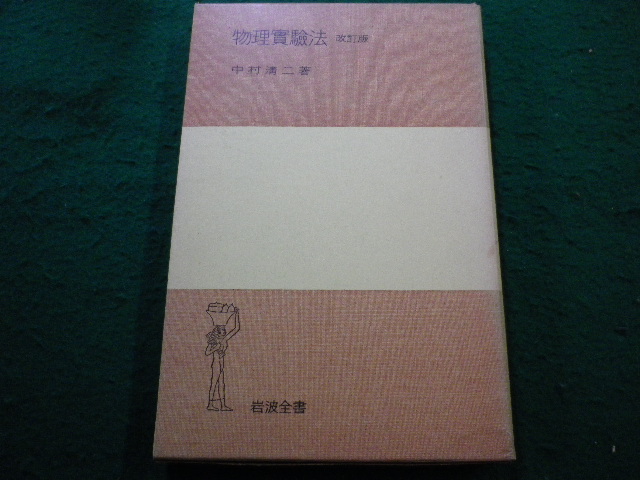 物理實驗法 改訂版
中村清二著
岩波全書